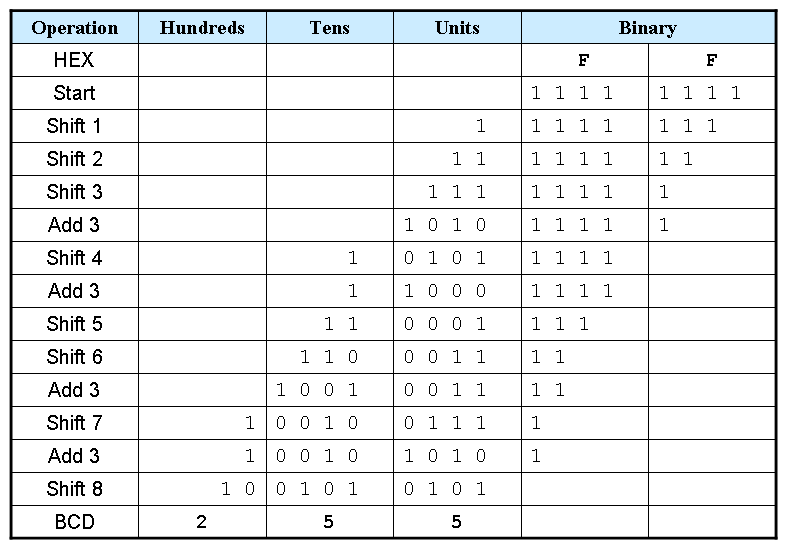 Operation Hundreds Tens Units Binary
HEX F F
Start 1 1 1 1 1 1 1 1
Shift 1 1 1 1 1 1 1 1 1
Shift 2 1 1 1 1 1 1 1 1
Shift 3 1 1 1 1 1 1 1 1
Add 3 1 0 1 0 1 1 1 1 1
Shift 4 1 0 1 0 1 1 1 1 1
Add 3 1 1 0 0 0 1 1 1 1
Shift 5 1 1 0 0 0 1 1 1 1
Shift 6 1 1 0 0 0 1 1 1 1
Add 3 1 0 0 1 0 0 1 1 1 1
Shift 7 1 0 0 1 0 0 1 1 1 1
Add 3 1 0 0 1 0 1 0 1 0 1
Shift 8 1 0 0 1 0 1 0 1 0 1
BCD 2 5 5